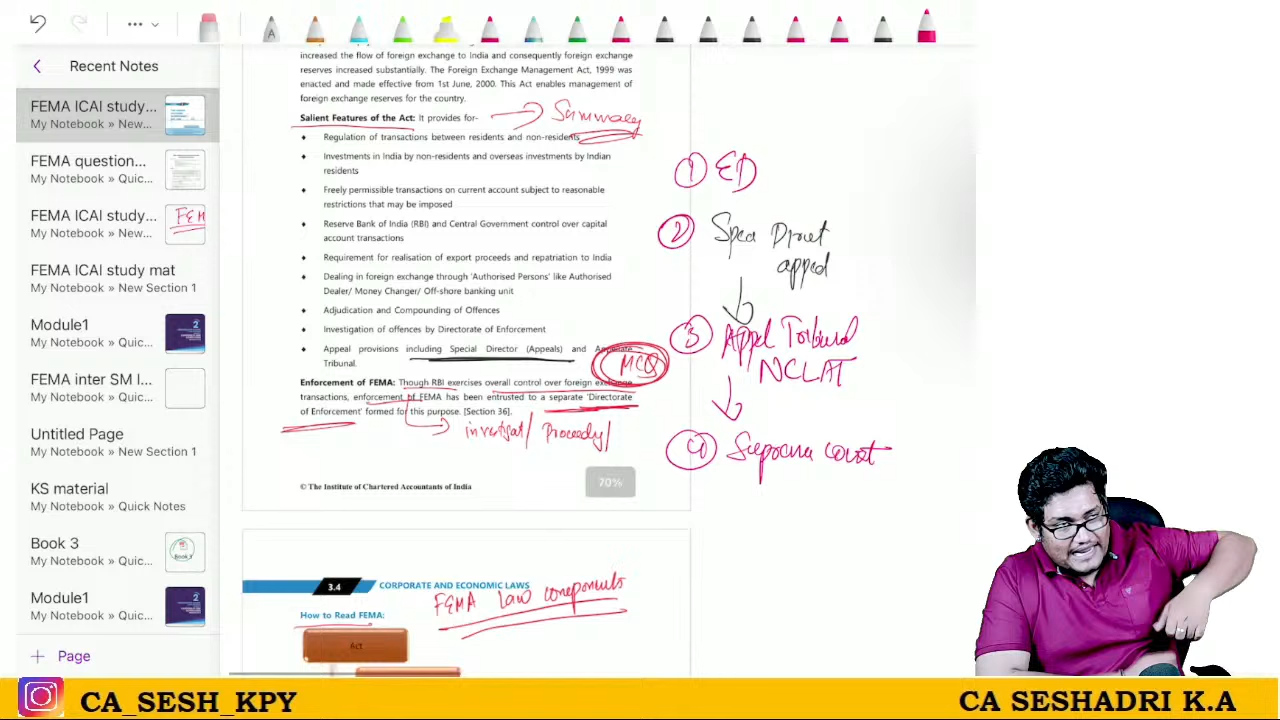 Recent Notes
FEMA ICAI study...
My Notebook » New...
FEMA question...
My Notebook » Quic...
FEMA ICAI study...
My Notebook » New...
FEM
FEMA ICAI study mat
My Notebook » New Section 1
Module1
My Notebook » Quic...
FEMA inter SM I...
My Notebook » Quic...
Untitled Page
My Notebook » New Section 1
KS material
My Notebook » Quick Notes
Book 3
My Notebook » Quic...
Module1
My Notebook » Quic...
+ Page
increased the flow of foreign exchange to India and consequently foreign exchange
reserves increased substantially. The Foreign Exchange Management Act, 1999 was
enacted and made effective from 1st June, 2000. This Act enables management of
foreign exchange reserves for the country.
Salient Features of the Act: It provides for-
Summary
♦ Regulation of transactions between residents and non-residents
♦ Investments in India by non-residents and overseas investments by Indian
residents
♦ Freely permissible transactions on current account subject to reasonable
restrictions that may be imposed
♦ Reserve Bank of India (RBI) and Central Government control over capital
account transactions
♦ Requirement for realisation of export proceeds and repatriation to India
♦ Dealing in foreign exchange through 'Authorised Persons' like Authorised
Dealer/ Money Changer/ Off-shore banking unit
♦ Adjudication and Compounding of Offences
♦ Investigation of offences by Directorate of Enforcement
♦ Appeal provisions including Special Director (Appeals) and Appellate
Tribunal.
MCQ
Enforcement of FEMA: Though RBI exercises overall control over foreign exchange
transactions, enforcement of FEMA has been entrusted to a separate 'Directorate
of Enforcement' formed for this purpose. [Section 36].
© The Institute of Chartered Accountants of India
70%
1 ED
2
3
NCLAT
4
3.4 CORPORATE AND ECONOMIC LAWS
FEMA law components
How to Read FEMA:
Act
CA_SESH_KPY
CA SESHADRI K.A